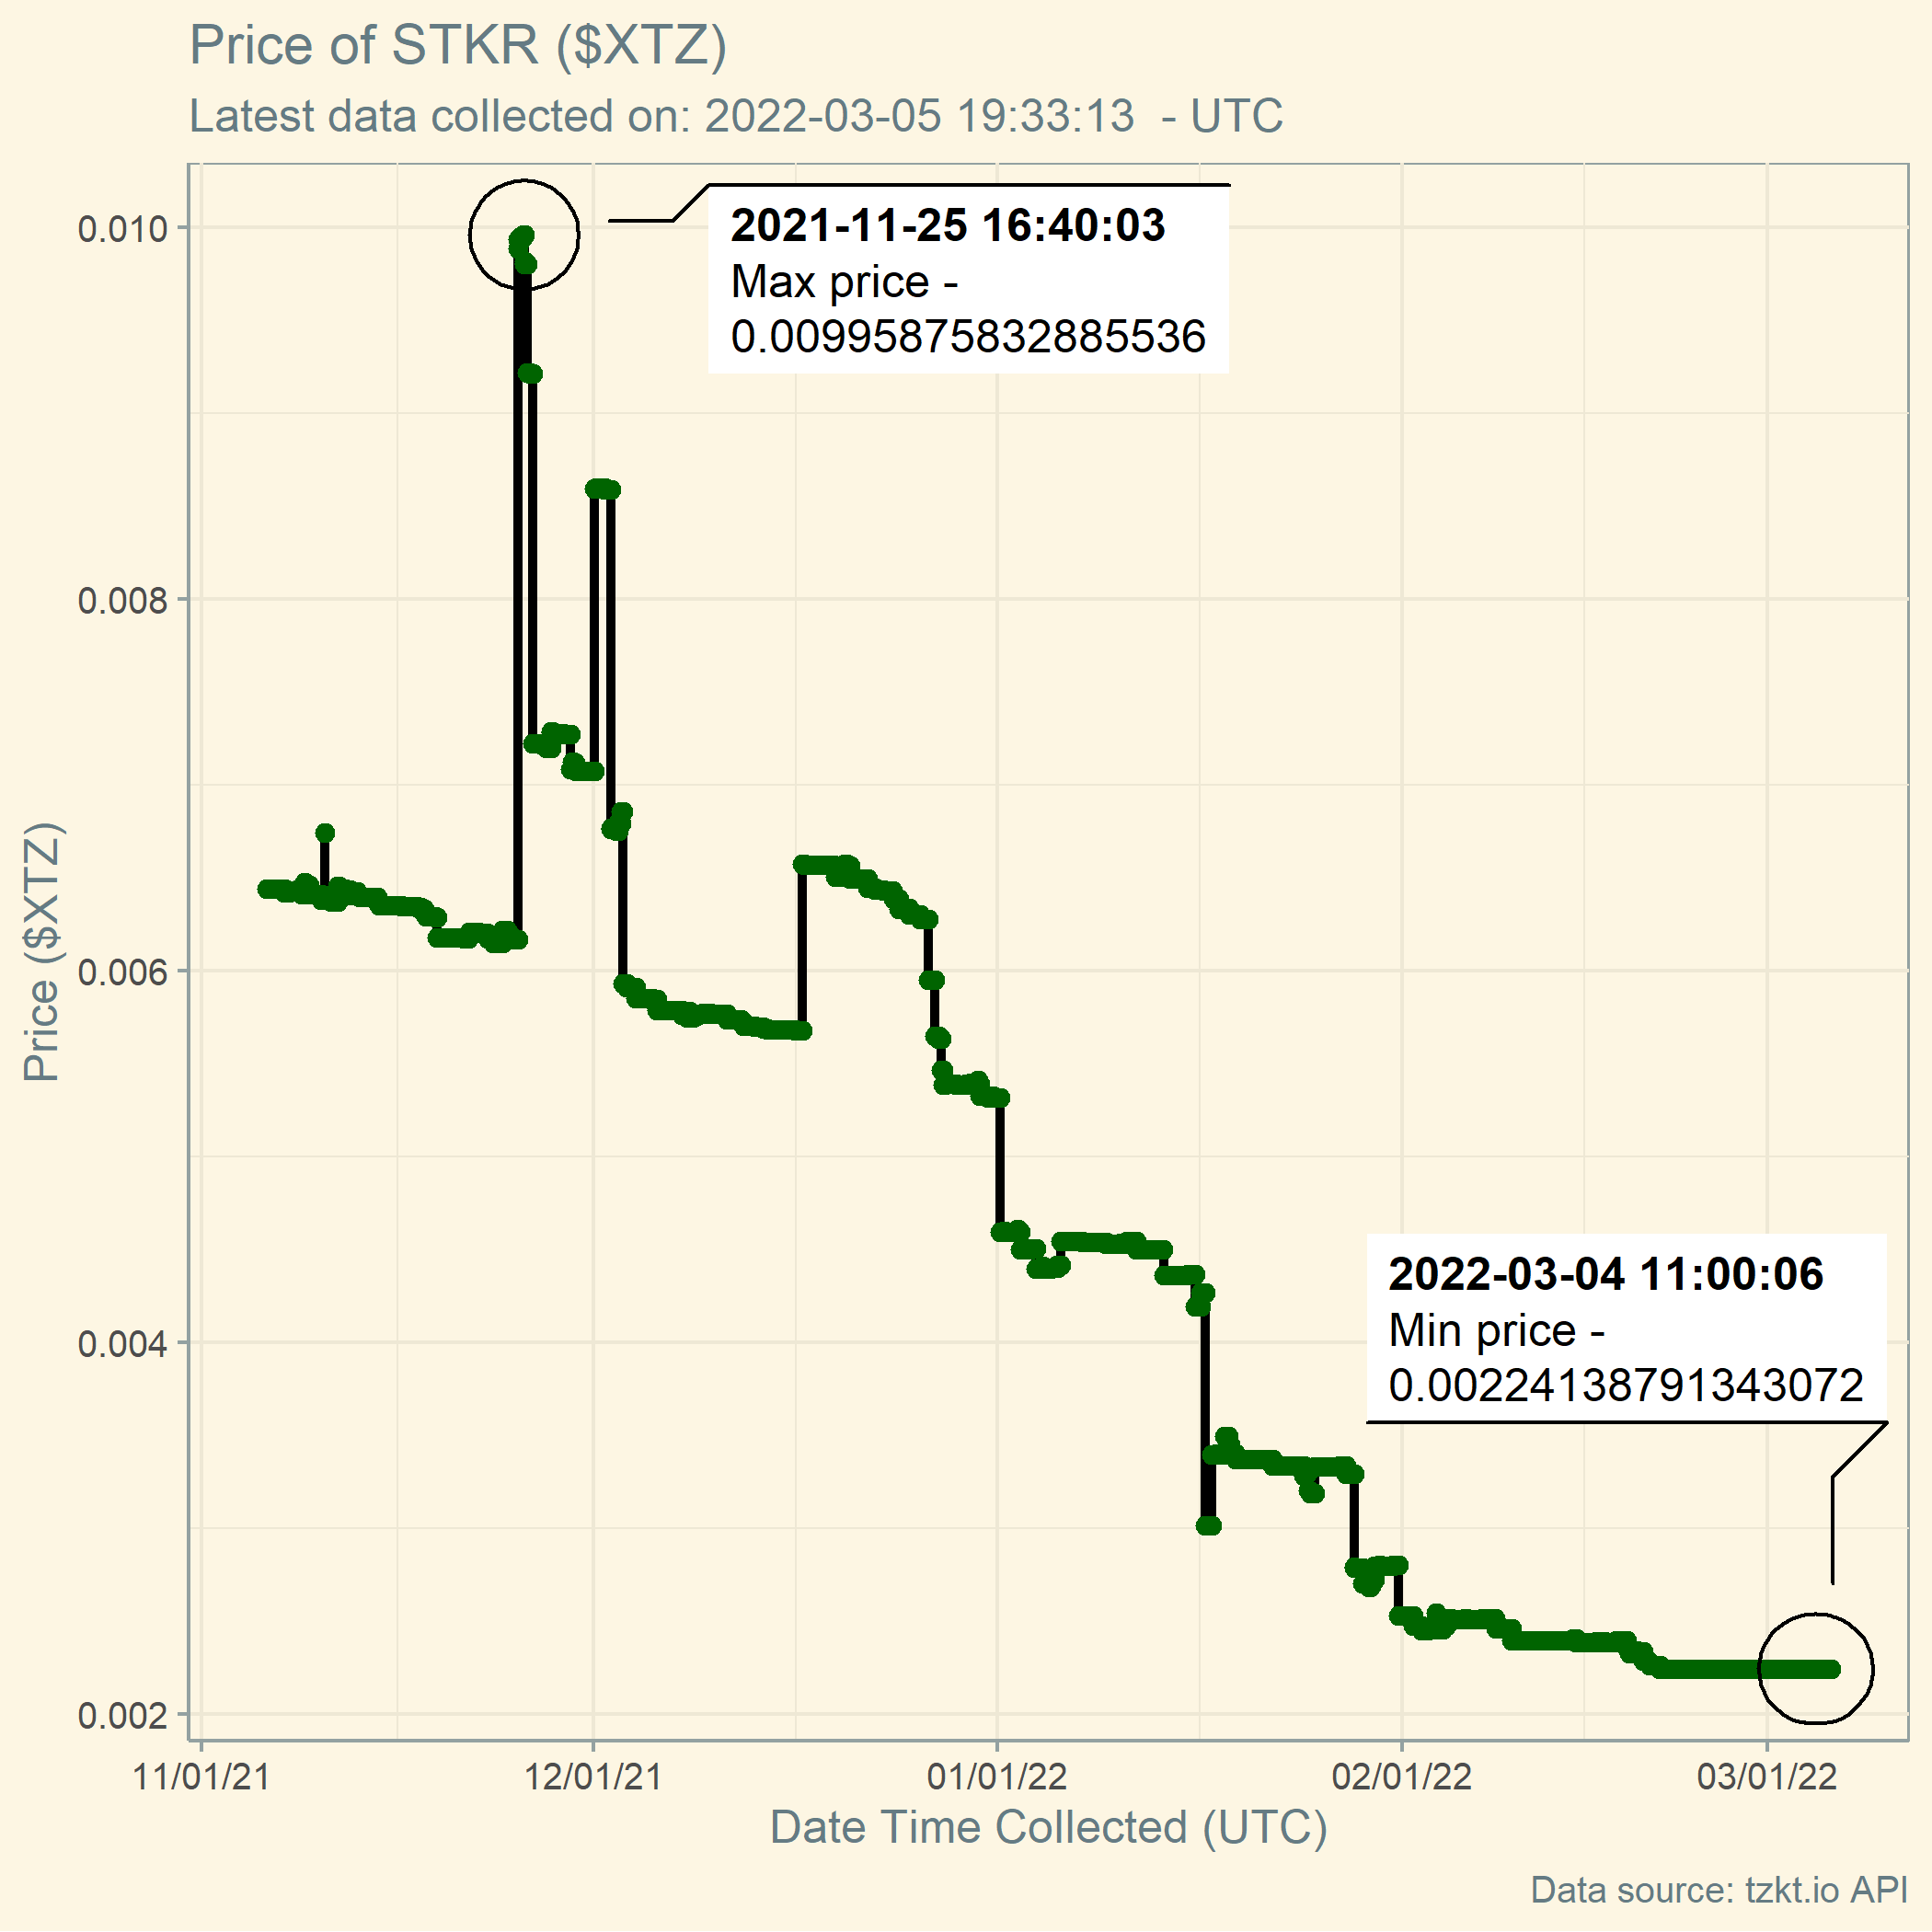 Price of STKR ($XTZ)
Latest data collected on: 2022-03-05 19:33:13  - UTC
2021-11-25 16:40:03
Max price -
0.00995875832885536
2022-03-04 11:00:06
Min price -
0.00224138791343072
Price ($XTZ)
0.010
0.008
0.006
0.004
0.002
11/01/21
12/01/21
01/01/22
02/01/22
03/01/22
Date Time Collected (UTC)
Data source: tzkt.io API